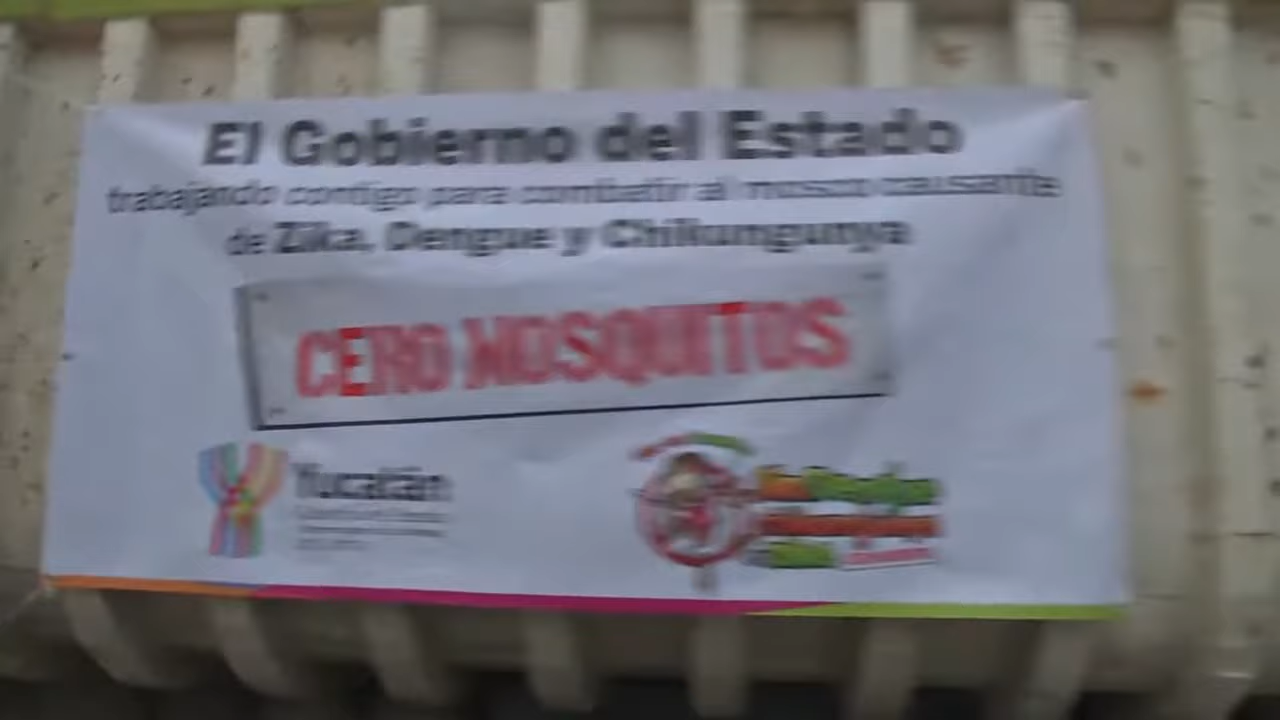 El Gobierno del Estado
trabajando contigo para combatir al mosco causante
de Zika, Dengue y Chikungunya
CERO MOSQUITOS
Yucatán